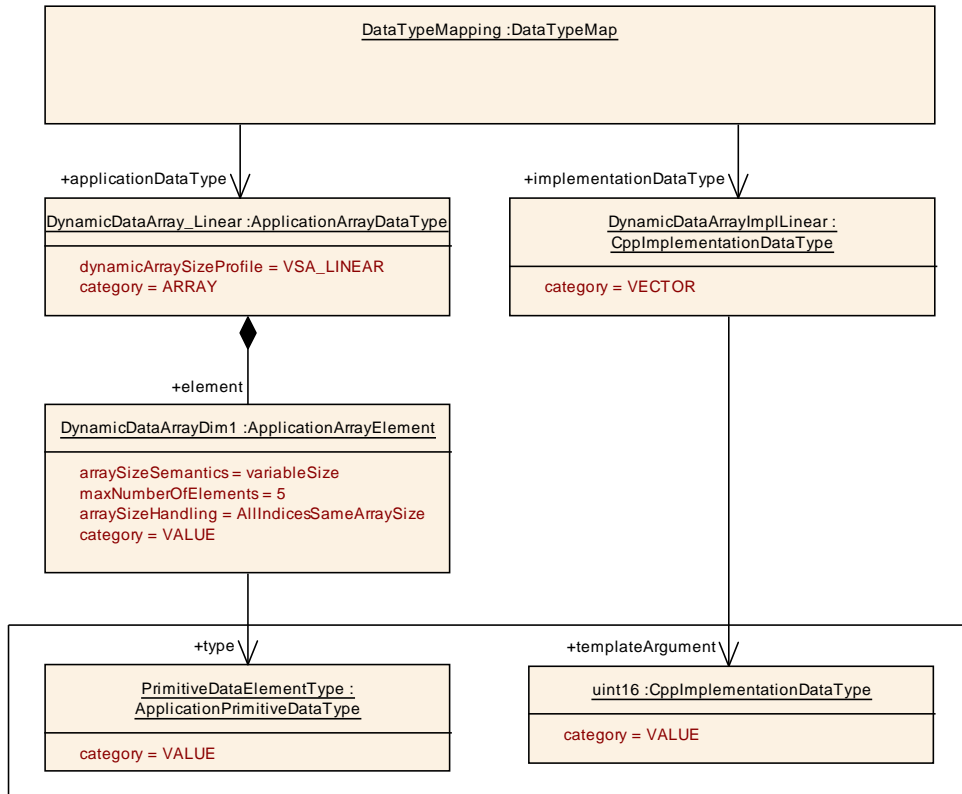 DataTypeMapping :DataTypeMap
+applicationDataType
+implementationDataType
DynamicDataArray_Linear :ApplicationArrayDataType
dynamicArraySizeProfile = VSA_LINEAR
category = ARRAY
DynamicDataArrayImplLinear :
CppImplementationDataType
category = VECTOR
+element
DynamicDataArrayDim1 :ApplicationArrayElement
arraySizeSemantics = variableSize
maxNumberOfElements = 5
arraySizeHandling = AllIndicesSameArraySize
category = VALUE
+type
+templateArgument
PrimitiveDataElementType :
ApplicationPrimitiveDataType
category = VALUE
uint16 :CppImplementationDataType
category = VALUE